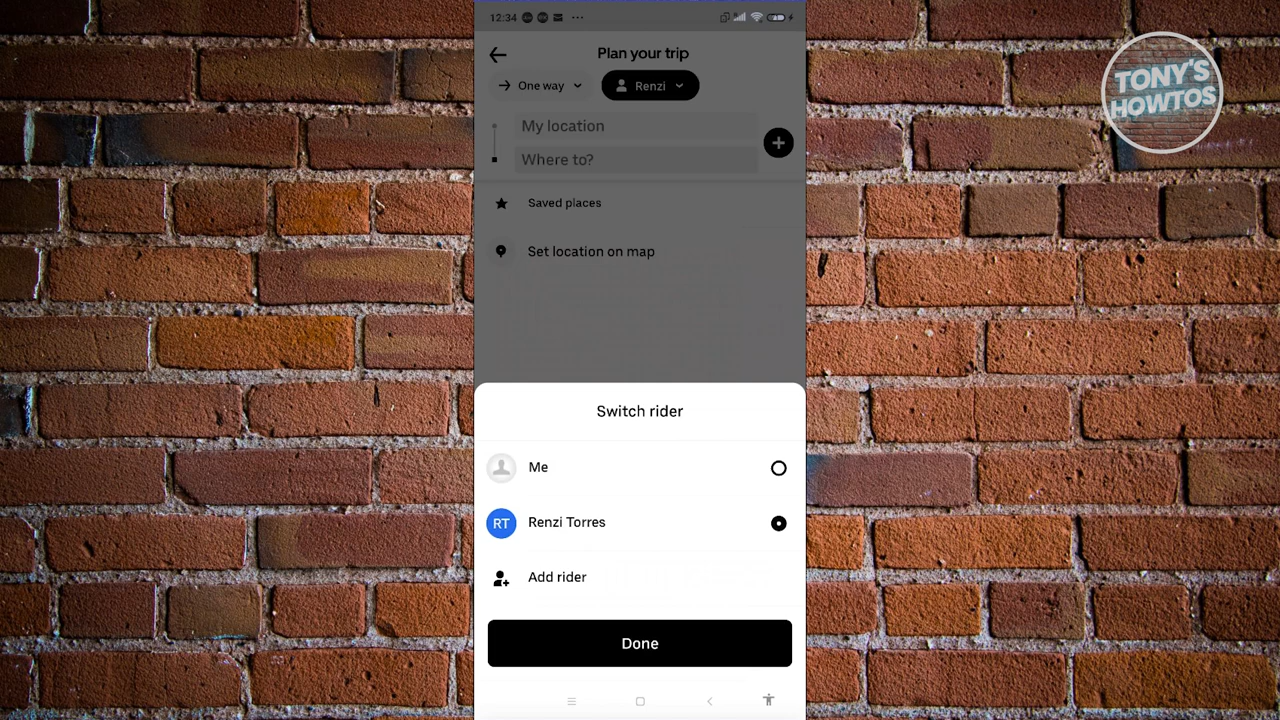 12:34
Plan your trip
One way
Renzi
My location
Where to?
Saved places
Set location on map
Switch rider
Me
RT
Renzi Torres
Add rider
Done
TONY'S
HOWTOS